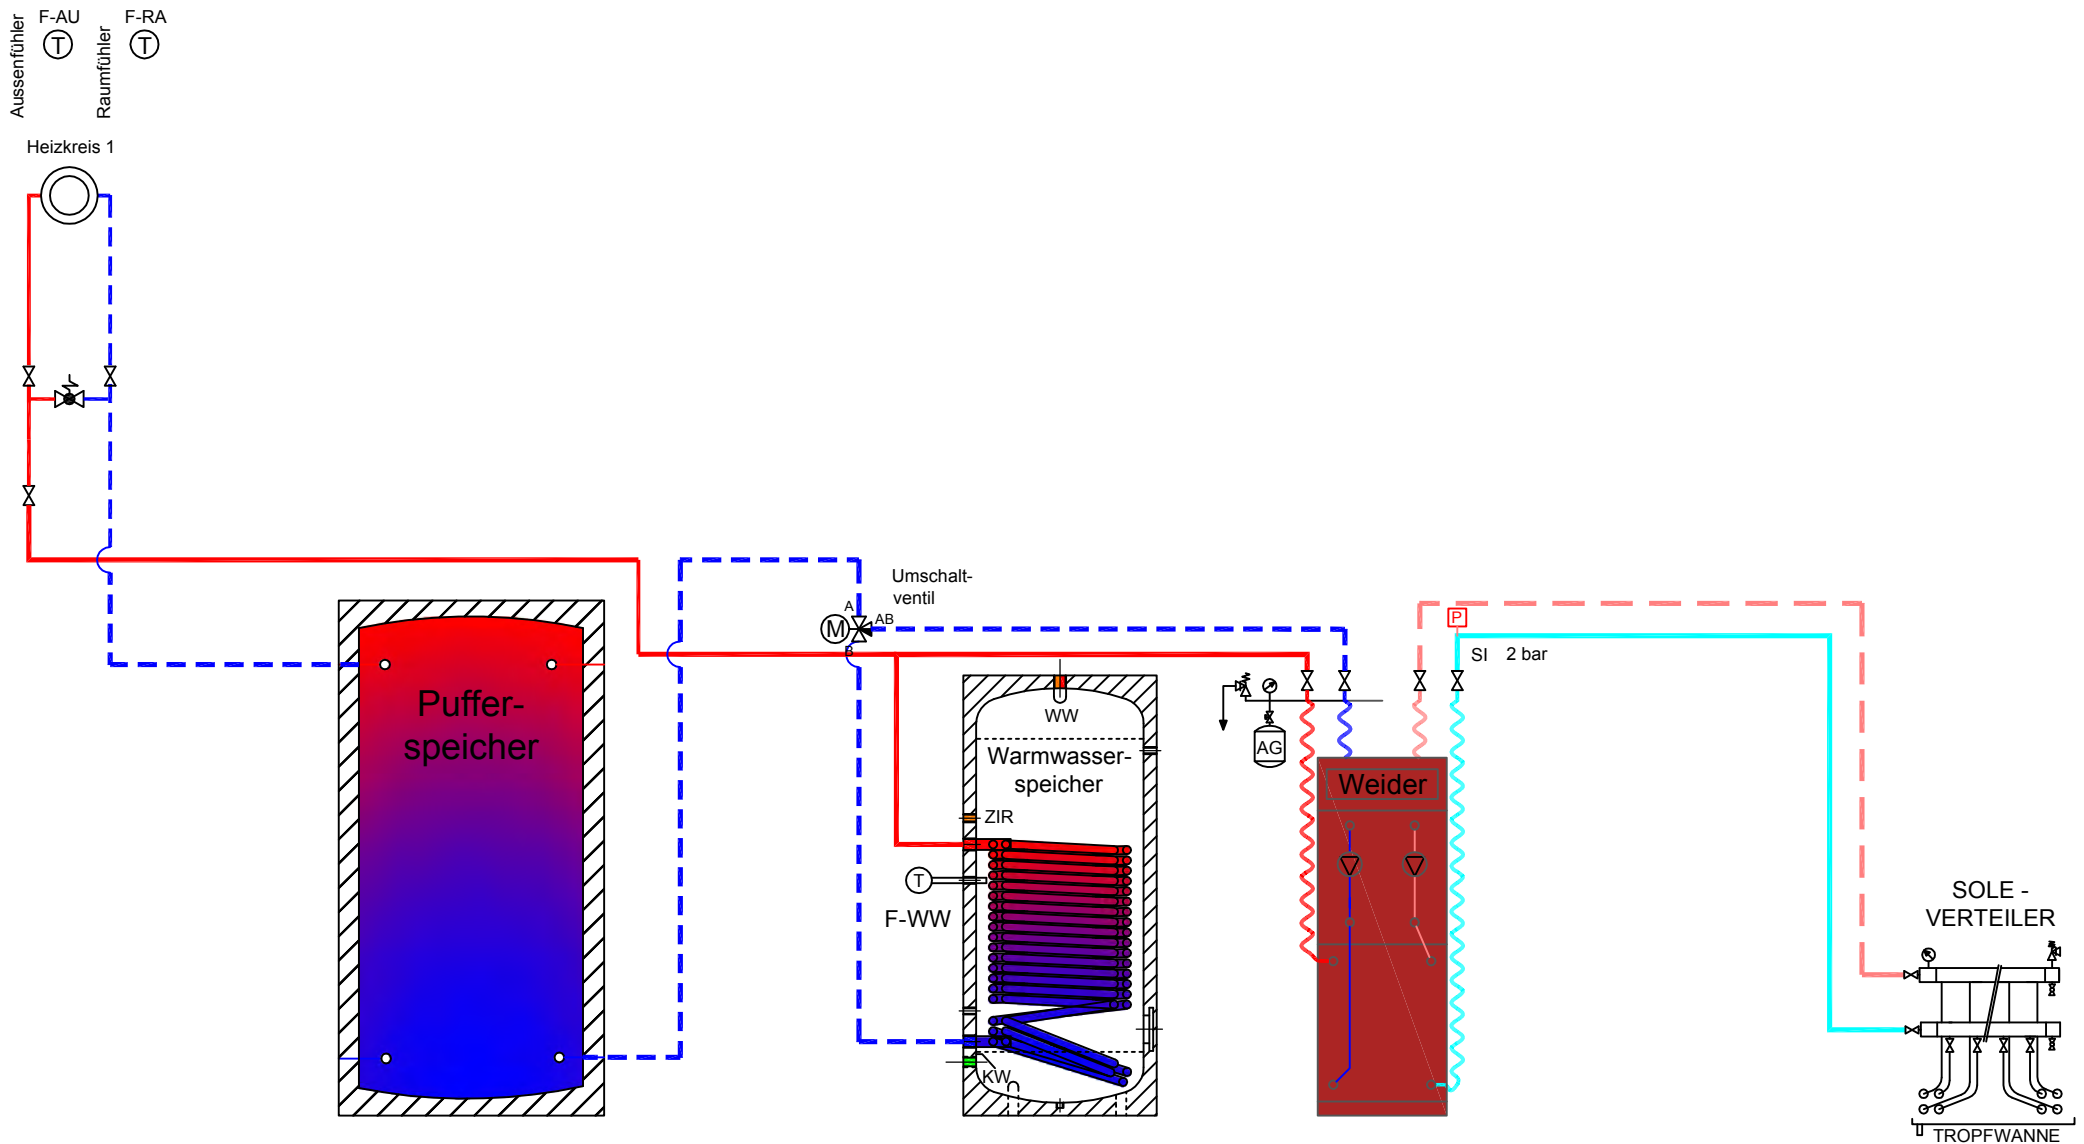 F-AU
F-RA
Aussenfühler
T
Raumfühler
T
Heizkreis 1
Umschalt-
ventil
A
AB
M
B
P
SI 2 bar
Puffer-
speicher
WW
Warmwasser-
speicher
AG
Weider
ZIR
T
F-WW
KW
SOLE -
VERTEILER
TROPFWANNE